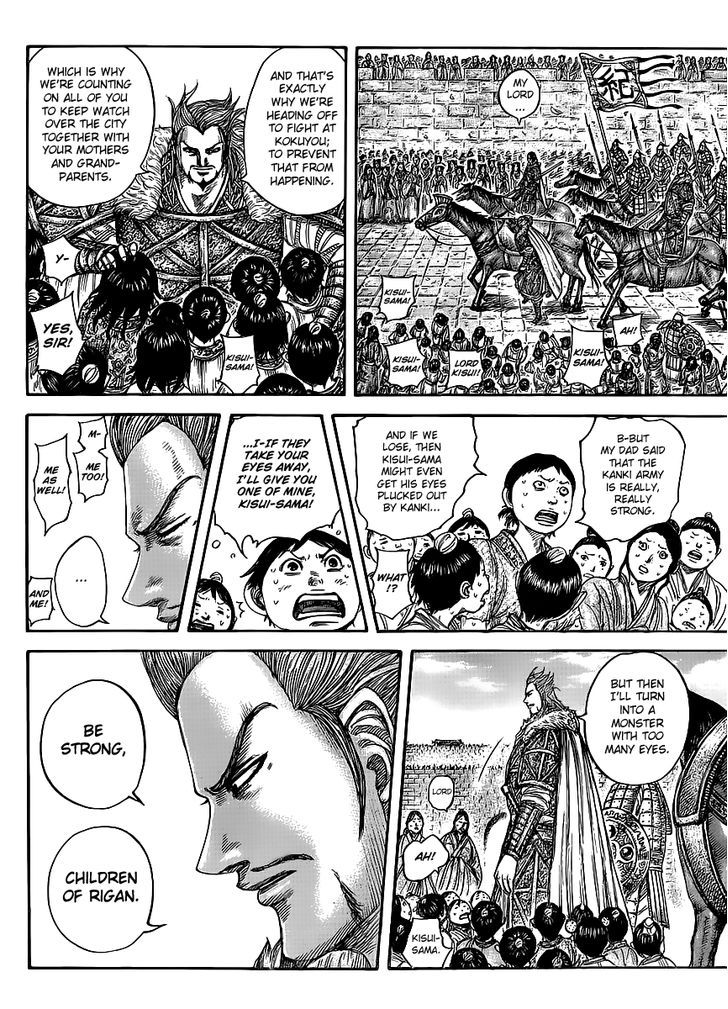 MY
LORD
...
紀
KISUI-
SAMA!
KISUI-
SAMA!
LORD
KISUI!
KISUI-
SAMA!
AH!
AND THAT'S
EXACTLY
WHY WE'RE
HEADING OFF
TO FIGHT AT
KOKUYOU;
TO PREVENT
THAT FROM
HAPPENING.
WHICH IS WHY
WE'RE COUNTING
ON ALL OF YOU
TO KEEP WATCH
OVER THE CITY
TOGETHER WITH
YOUR MOTHERS
AND GRAND-
PARENTS.
Y-
YES,
SIR!
KISUI-
SAMA!
B-BUT
MY DAD SAID
THAT THE
KANKI ARMY
IS REALLY,
REALLY
STRONG.
AND IF WE
LOSE, THEN
KISUI-SAMA
MIGHT EVEN
GET HIS EYES
PLUCKED OUT
BY KANKI...
WHAT
!?
...I-IF THEY
TAKE YOUR
EYES AWAY,
I'LL GIVE YOU
ONE OF MINE,
KISUI-SAMA!
M-
ME
TOO!
ME
AS
WELL!
...
AND
ME!
BUT THEN
I'LL TURN
INTO A
MONSTER
WITH TOO
MANY EYES.
LORD
AH!
KISUI-
SAMA.
BE
STRONG,
CHILDREN
OF RIGAN.